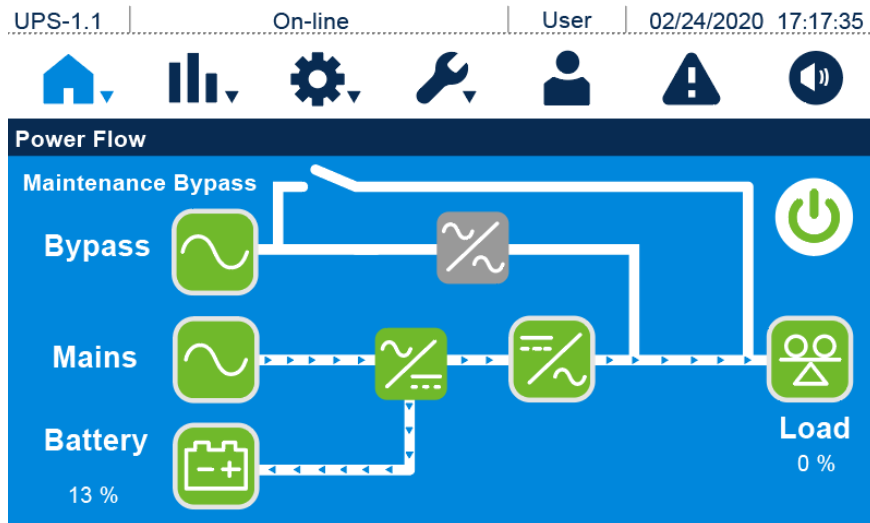 UPS-1.1 On-line User 02/24/2020 17:17:35
Power Flow
Maintenance Bypass
Bypass
Mains
Battery
13 %
Load
0 %